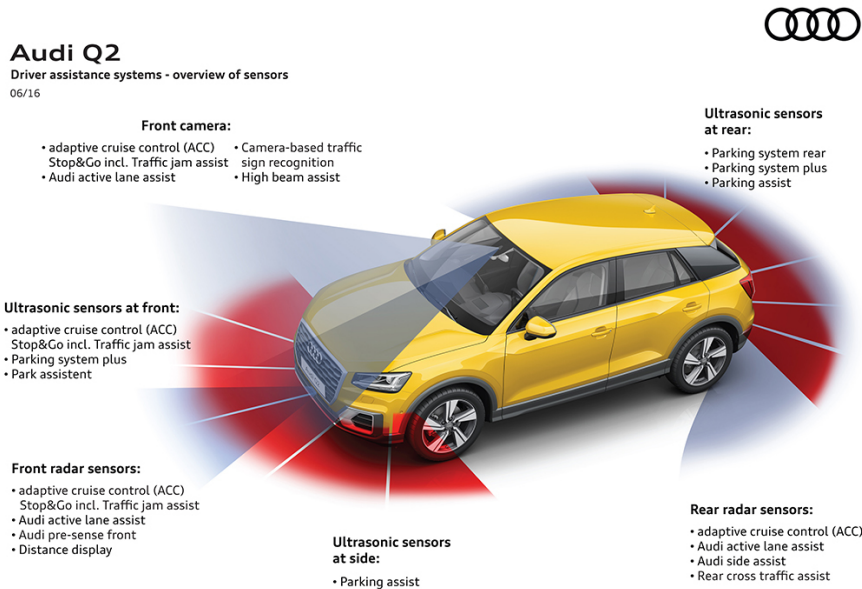 Audi Q2
Driver assistance systems - overview of sensors
06/16
Front camera:
• adaptive cruise control (ACC)
Stop&Go incl. Traffic jam assist
• Audi active lane assist
• Camera-based traffic
sign recognition
• High beam assist
Ultrasonic sensors
at rear:
• Parking system rear
• Parking system plus
• Parking assist
Ultrasonic sensors at front:
• adaptive cruise control (ACC)
Stop&Go incl. Traffic jam assist
• Parking system plus
• Park assistent
Front radar sensors:
• adaptive cruise control (ACC)
Stop&Go incl. Traffic jam assist
• Audi active lane assist
• Audi pre-sense front
• Distance display
Ultrasonic sensors
at side:
• Parking assist
Rear radar sensors:
• adaptive cruise control (ACC)
• Audi active lane assist
• Audi side assist
• Rear cross traffic assist